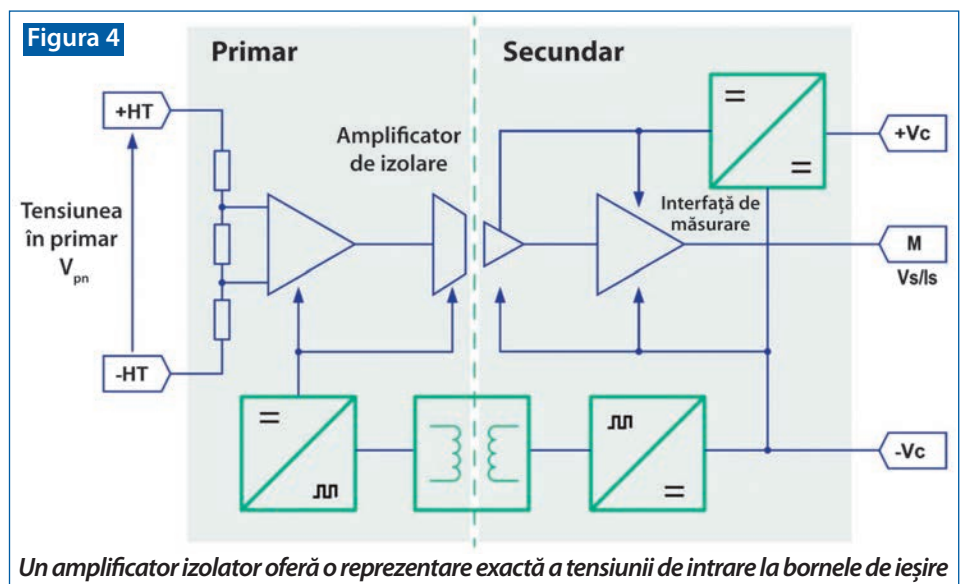 Figura 4
Primar
Secundar
+HT
Amplificator
de izolare
+Vc
Tensiunea
în primar
Vpn
Interfață de
măsurare
M
Vs/Is
-HT
-Vc
Un amplificator izolator oferă o reprezentare exactă a tensiunii de intrare la bornele de ieșire